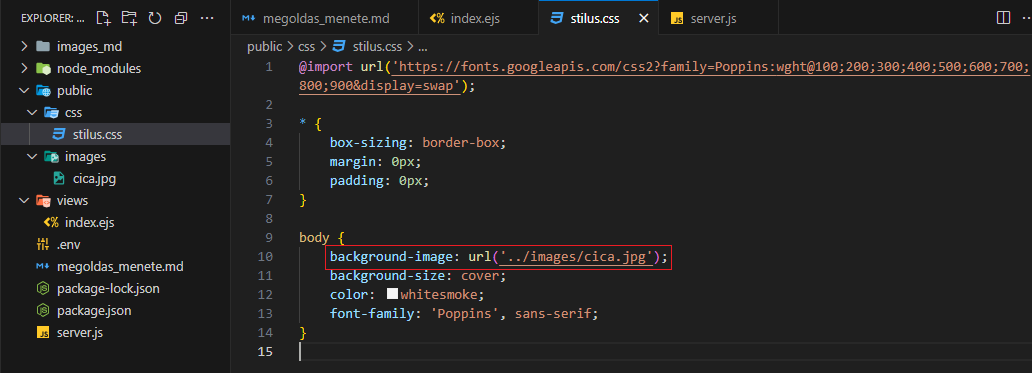 EXPLORER: ...
images_md
node_modules
public
css
stilus.css
images
cica.jpg
views
index.ejs
.env
megoldas_menete.md
package-lock.json
package.json
server.js
megoldas_menete.md index.ejs stilus.css server.js
public > css > stilus.css > ...
1 @import url('https://fonts.googleapis.com/css2?family=Poppins:wght@100;200;300;400;500;600;700;
800;900&display=swap');
2
3 * {
4 box-sizing: border-box;
5 margin: 0px;
6 padding: 0px;
7 }
8
9 body {
10 background-image: url('../images/cica.jpg');
11 background-size: cover;
12 color: whitesmoke;
13 font-family: 'Poppins', sans-serif;
14 }
15